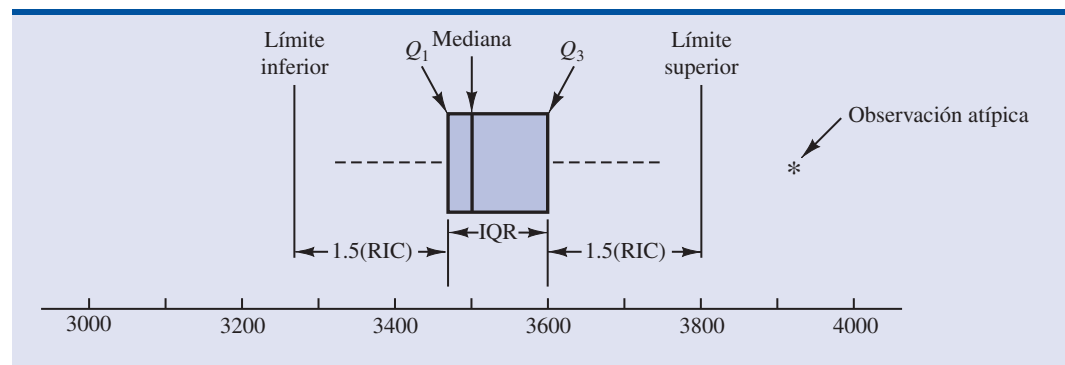 Límite
inferior
Q1
Mediana
Q3
Límite
superior
Observación atípica
*
1.5(RIC)
IQR
1.5(RIC)
3000 3200 3400 3600 3800 4000